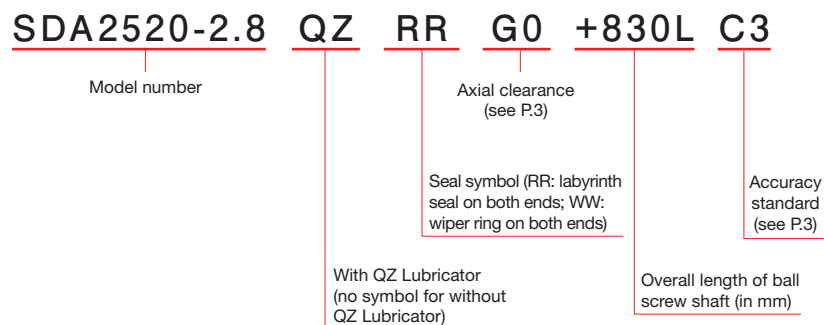 SDA2520-2.8 QZ RR G0 +830L C3
Model number
Axial clearance
(see P.3)
Seal symbol (RR: labyrinth
seal on both ends; WW:
wiper ring on both ends)
Accuracy
standard
(see P.3)
With QZ Lubricator
(no symbol for without
QZ Lubricator)
Overall length of ball
screw shaft (in mm)